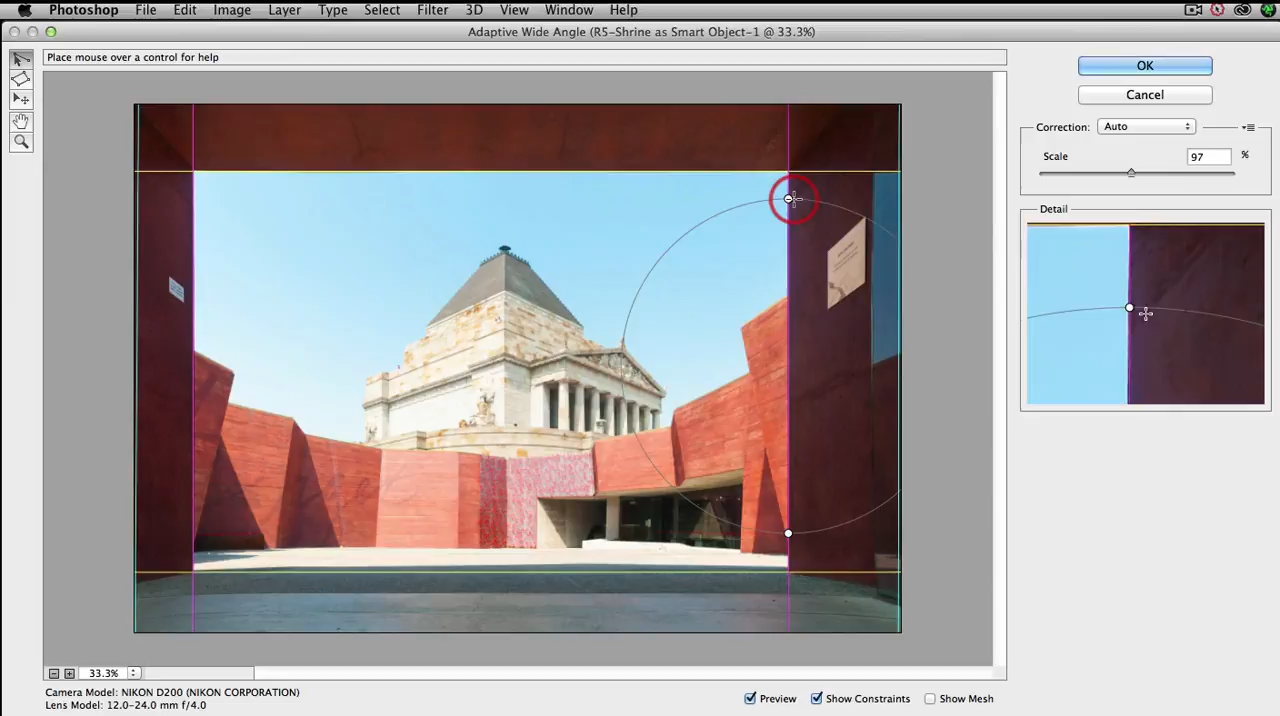 Photoshop File Edit Image Layer Type Select Filter 3D View Window Help
Adaptive Wide Angle (R5-Shrine as Smart Object-1 @ 33.3%)
Place mouse over a control for help
OK
Cancel
Correction: Auto
Scale 97 %
Detail
33.3%
Camera Model: NIKON D200 (NIKON CORPORATION)
Lens Model: 12.0-24.0 mm f/4.0
Preview Show Constraints Show Mesh